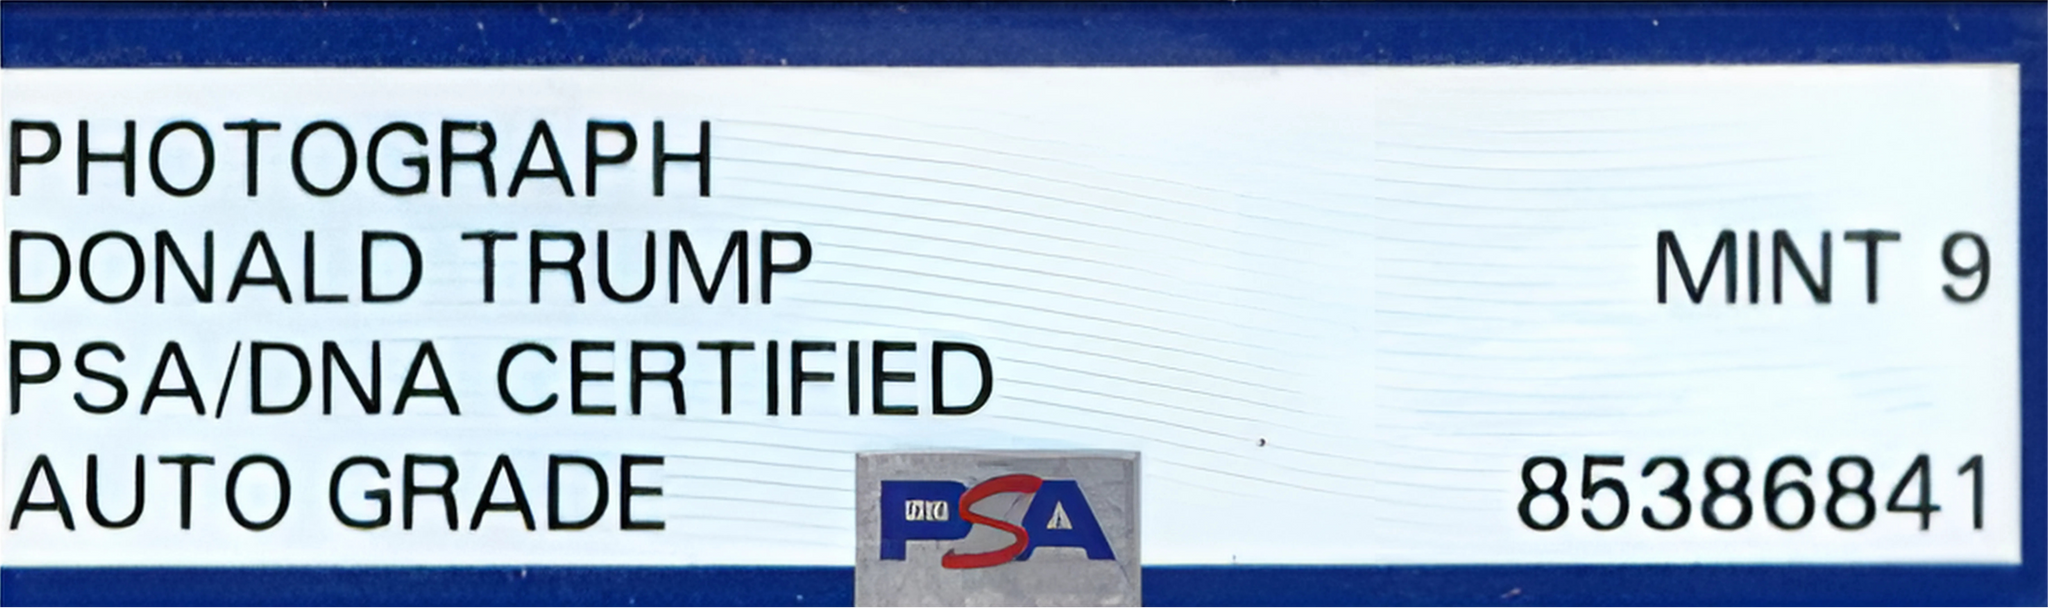 PHOTOGRAPH
DONALD TRUMP
MINT 9
PSA/DNA CERTIFIED
AUTO GRADE
85386841
PSA